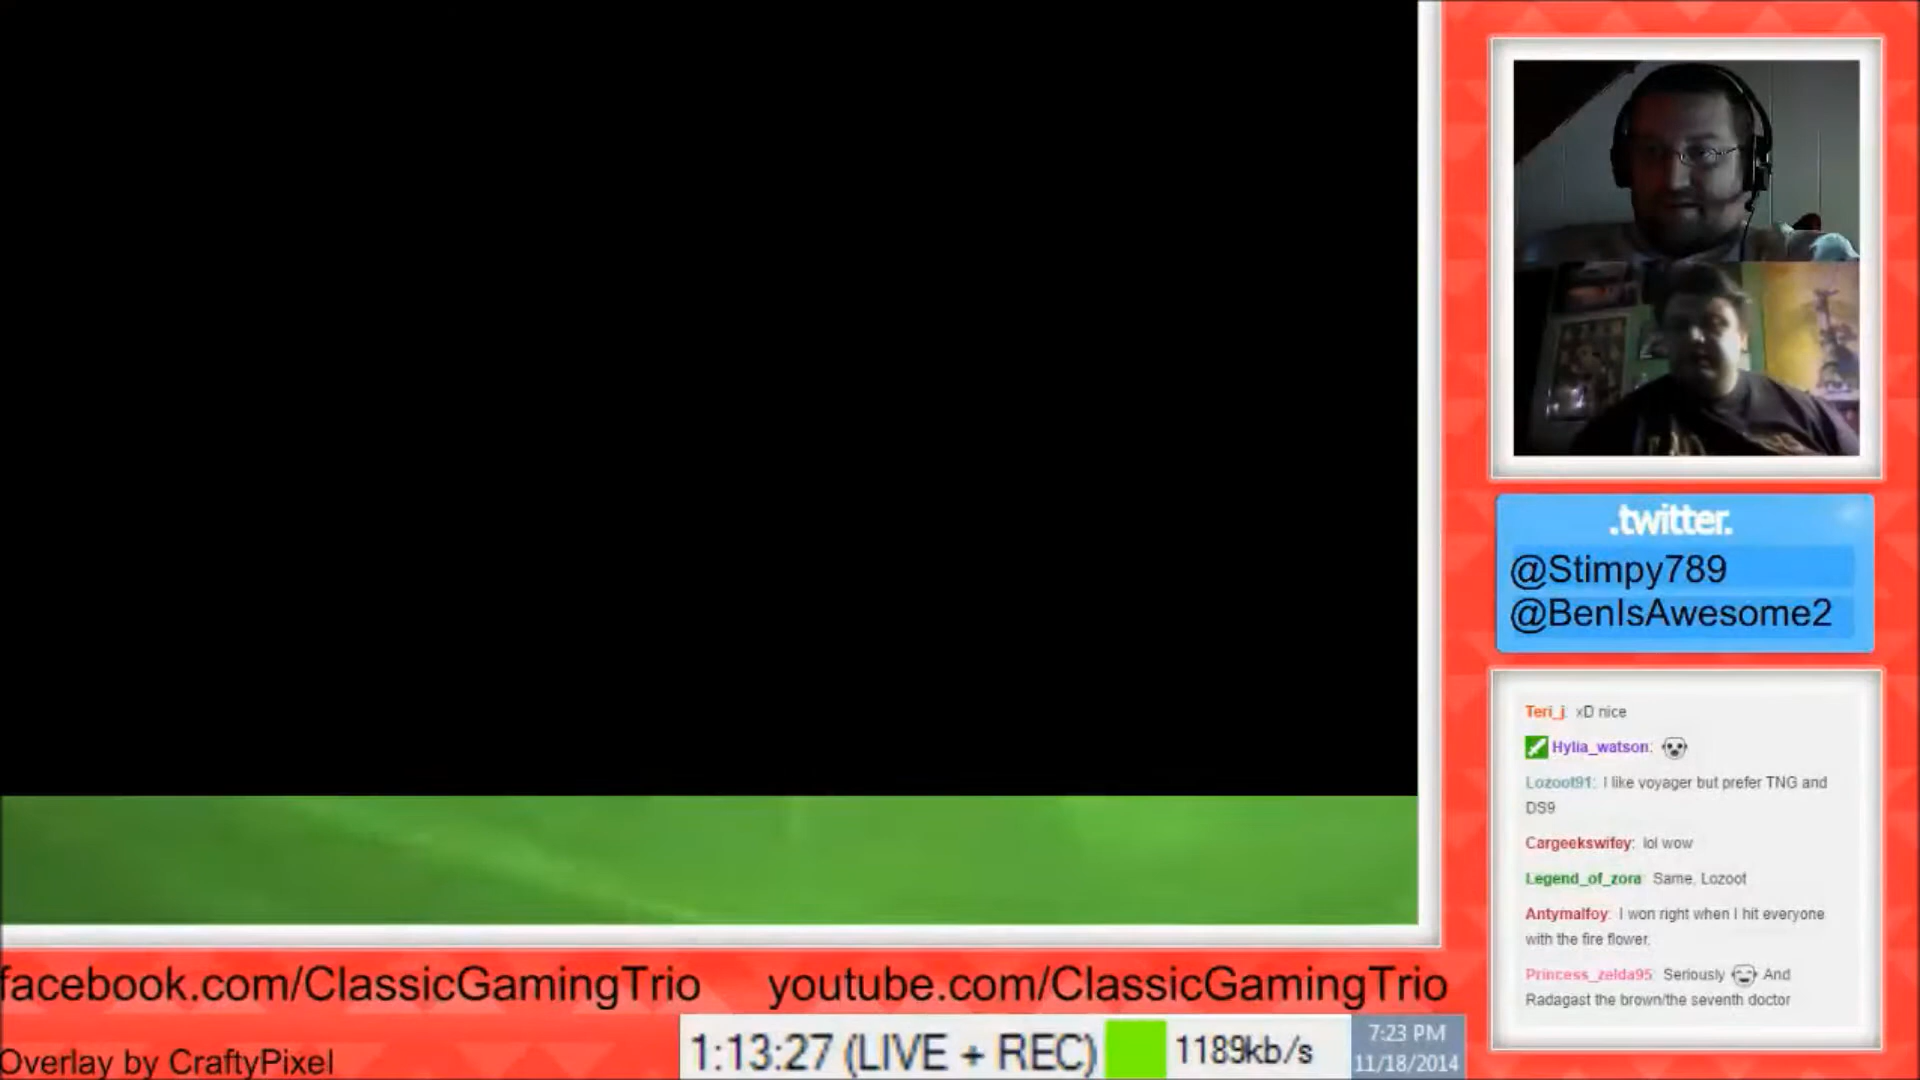 .twitter.
@Stimpy789
@BenIsAwesome2
Teri_j: xD nice
Hylia_watson:
Lozoot91: I like voyager but prefer TNG and
DS9
Cargeekswifey: lol wow
Legend_of_zora: Same, Lozoot
Antymalfoy: I won right when I hit everyone
with the fire flower.
Princess_zelda95: Seriously And
Radagast the brown/the seventh doctor
facebook.com/ClassicGamingTrio youtube.com/ClassicGamingTrio
Overlay by CraftyPixel
1:13:27 (LIVE + REC) 1189kb/s
7:23 PM
11/18/2014